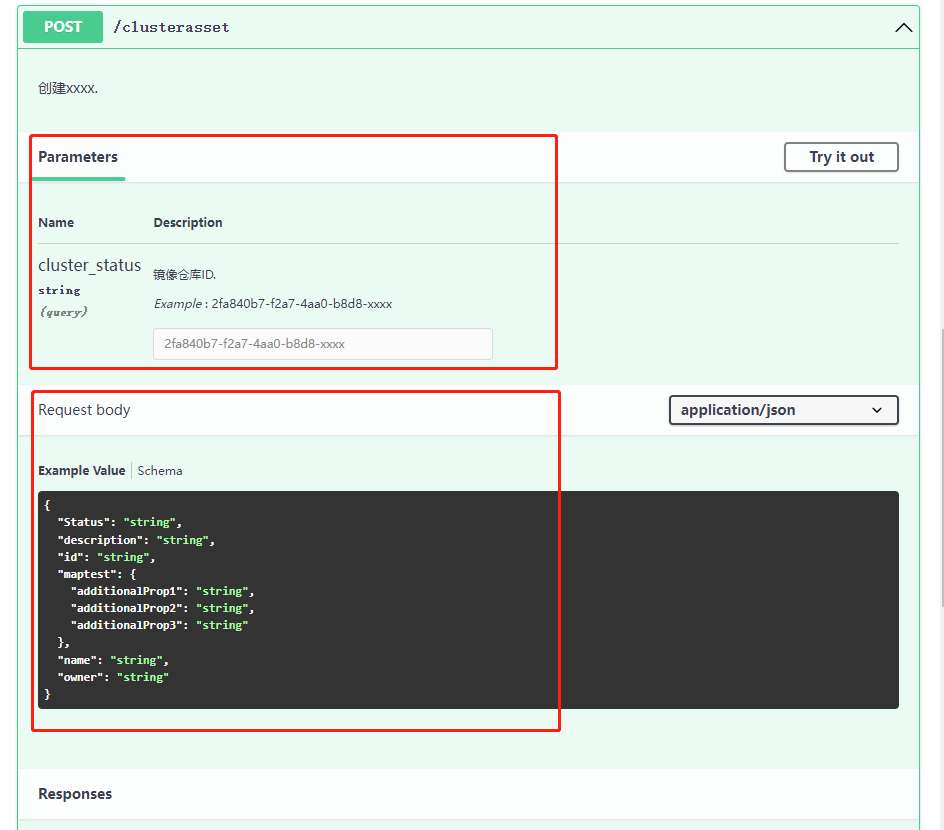 POST /clusterasset
创建xxxx.
Parameters
Try it out
Name Description
cluster_status
string
(query)
镜像仓库ID.
Example : 2fa840b7-f2a7-4aa0-b8d8-xxxx
2fa840b7-f2a7-4aa0-b8d8-xxxx
Request body
application/json
Example Value Schema
{
"Status": "string",
"description": "string",
"id": "string",
"maptest": {
"additionalProp1": "string",
"additionalProp2": "string",
"additionalProp3": "string"
},
"name": "string",
"owner": "string"
}
Responses